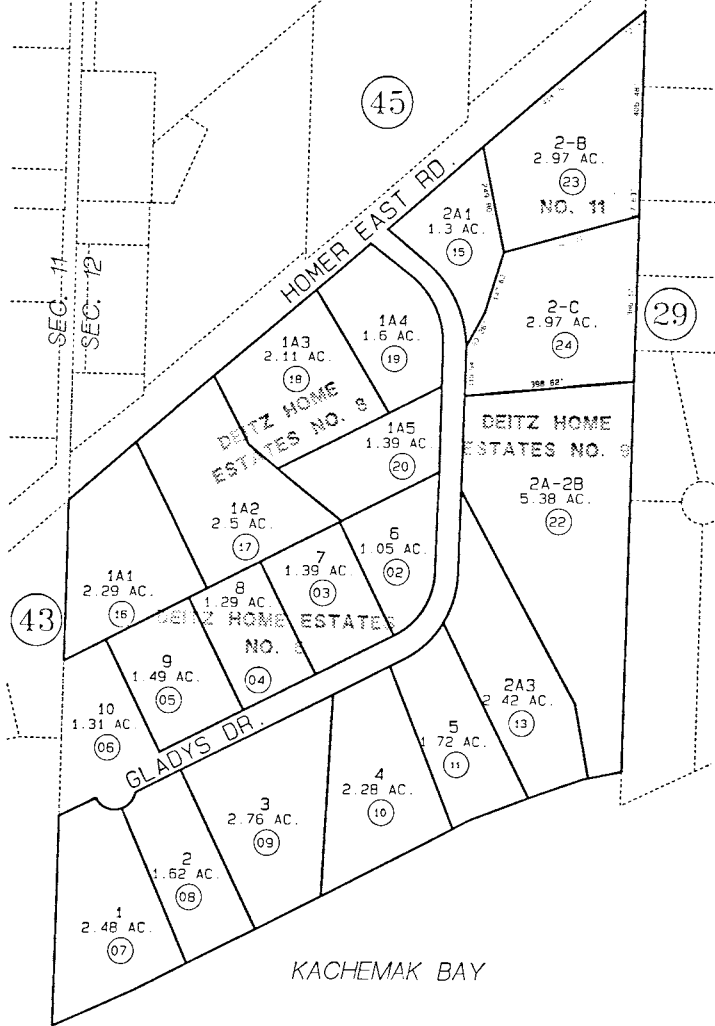 45
2-B
2.97 AC.
23
NO. 11
HOMER EAST RD.
2A1
1.3 AC.
15
SEC. 11
SEC. 12
2-C
2.97 AC.
24
29
1A4
1.6 AC.
19
1A3
2.11 AC.
18
398 62'
DEITZ HOME
ESTATES NO. 8
1A5
1.39 AC.
20
DEITZ HOME
ESTATES NO. 9
2A-2B
5.38 AC.
22
1A2
2.5 AC.
17
6
1.05 AC.
02
7
1.39 AC.
03
1A1
2.29 AC.
16
8
1.29 AC.
43
DEITZ HOME ESTATES
NO.
04
9
1.49 AC.
05
10
1.31 AC.
06
GLADYS DR.
2A3
2.42 AC.
13
5
1.72 AC.
11
4
2.28 AC.
10
3
2.76 AC.
09
2
1.62 AC.
08
1
2.48 AC.
07
KACHEMAK BAY